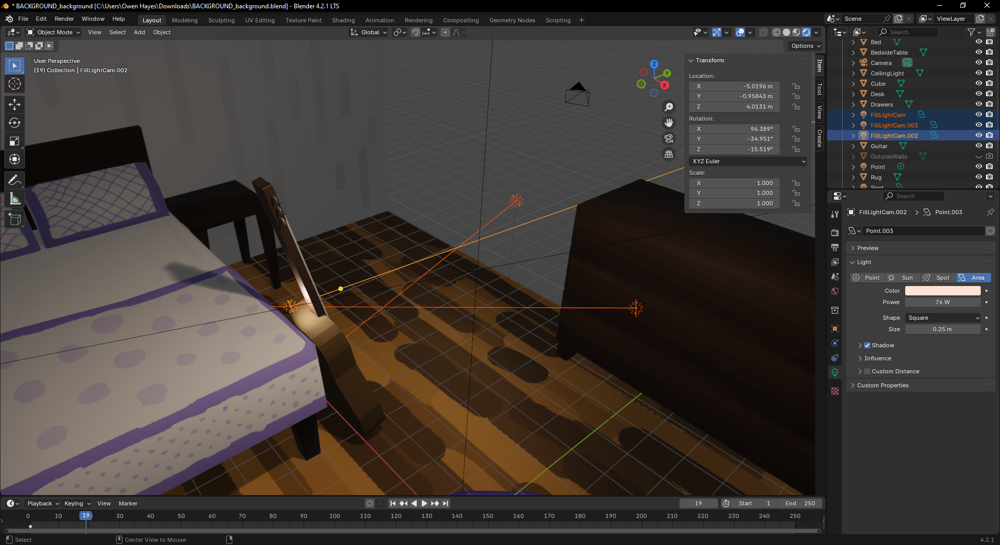 * BACKGROUND_background [C:\Users\Owen Hayes\Downloads\BACKGROUND_background.blend] - Blender 4.2.1 LTS
File Edit Render Window Help Layout Modeling Sculpting UV Editing Texture Paint Shading Animation Rendering Compositing Geometry Nodes Scripting + Scene ViewLayer
Object Mode View Select Add Object Global Search
Options
User Perspective
(19) Collection | FillLightCam.002
Z
Y
X
Transform
Location:
X -5.0196 m
Y -0.95843 m
Z 4.0131 m
Rotation:
X 96.389°
Y -34.951°
Z -15.519°
XYZ Euler
Scale:
X 1.000
Y 1.000
Z 1.000
Item
Tool
View
Create
Bed
BedsideTable
Camera
CeilingLight
Cube
Desk
Drawers
FillLightCam
FillLightCam.001
FillLightCam.002
Guitar
OutsideWalls
Point
Rug
Spot
Search
FillLightCam.002 Point.003
Point.003
Preview
Light
Point Sun Spot Area
Color
Power 76 W
Shape Square
Size 0.25 m
Shadow
Influence
Custom Distance
Custom Properties
Playback Keying View Marker 19 Start 1 End 250
0 10 19 30 40 50 60 70 80 90 100 110 120 130 140 150 160 170 180 190 200 210 220 230 240 250
Select Center View to Mouse 4.2.1